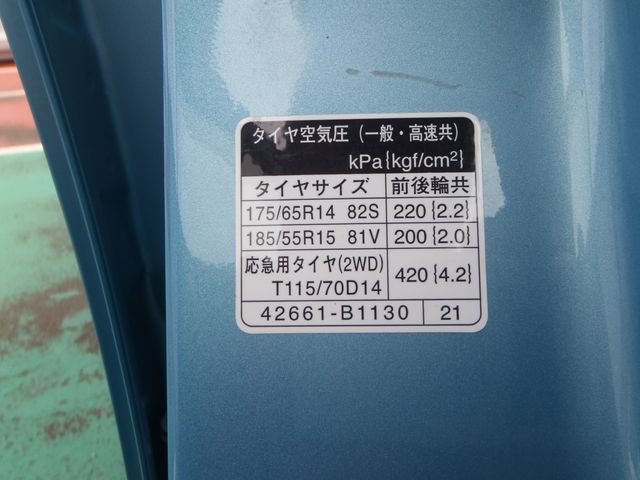 タイヤ空気圧（一般・高速共）
kPa{kgf/cm²}
タイヤサイズ 前後輪共
175/65R14 82S 220{2.2}
185/55R15 81V 200{2.0}
応急用タイヤ(2WD)
T115/70D14 420{4.2}
42661-B1130 21